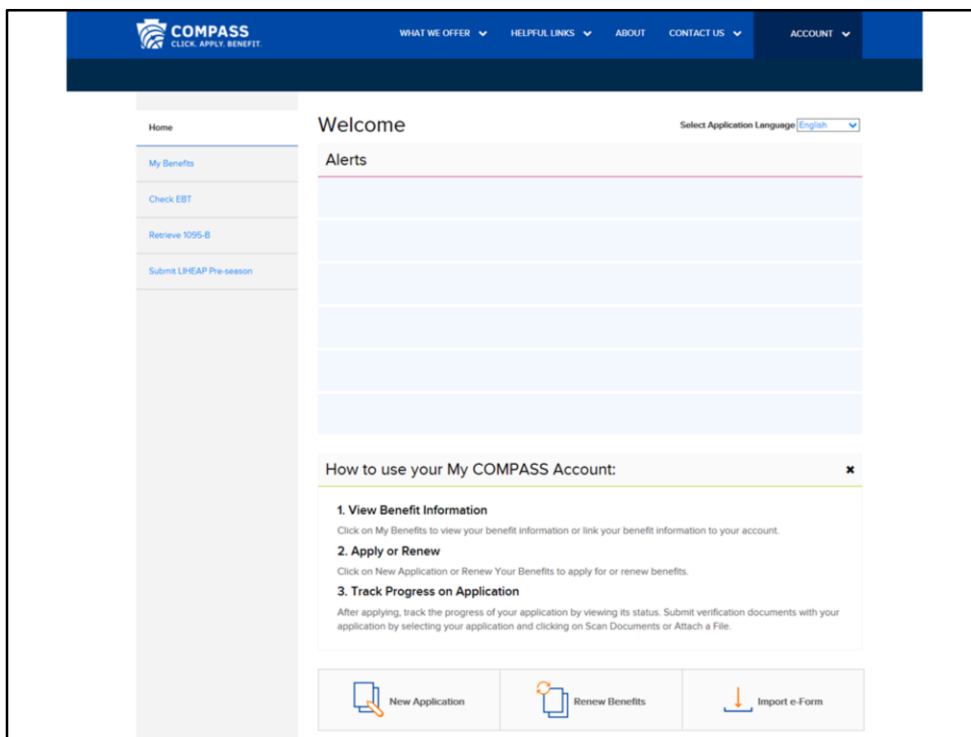 COMPASS
CLICK. APPLY. BENEFIT.
WHAT WE OFFER
HELPFUL LINKS
ABOUT
CONTACT US
ACCOUNT
Home
My Benefits
Check EBT
Retrieve 1095-B
Submit LIHEAP Pre-season
Welcome
Select Application Language English
Alerts
How to use your My COMPASS Account:
1. View Benefit Information
Click on My Benefits to view your benefit information or link your benefit information to your account.
2. Apply or Renew
Click on New Application or Renew Your Benefits to apply for or renew benefits.
3. Track Progress on Application
After applying, track the progress of your application by viewing its status. Submit verification documents with your
application by selecting your application and clicking on Scan Documents or Attach a File.
New Application
Renew Benefits
Import e-Form